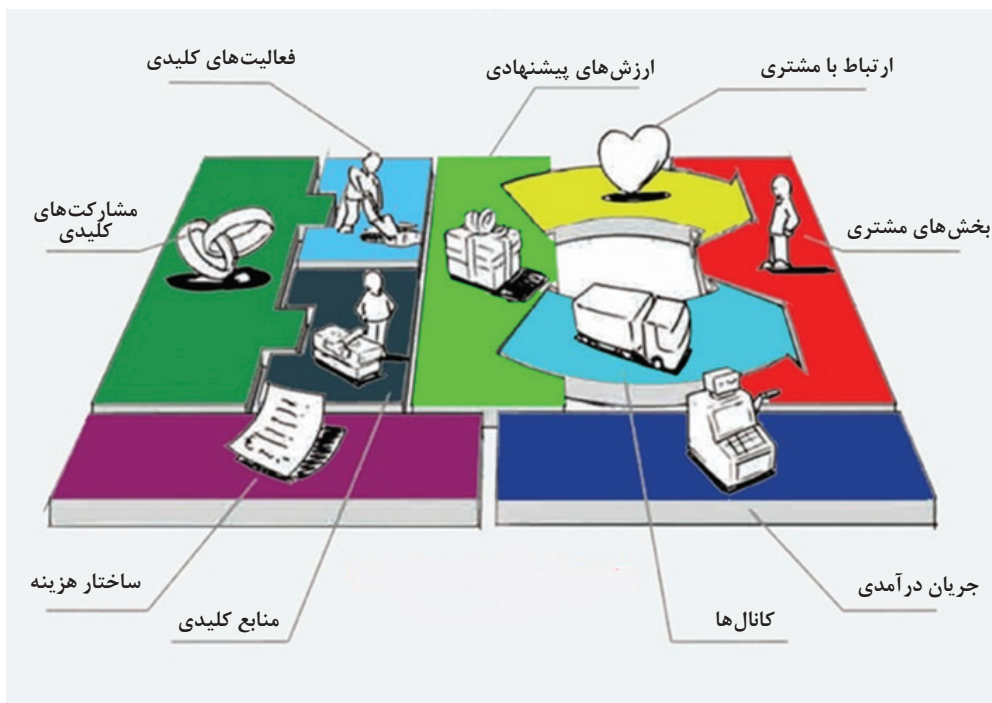 ارتباط با مشتری
ارزش‌های پیشنهادی
فعالیت‌های کلیدی
بخش‌های مشتری
مشارکت‌های
کلیدی
جریان درآمدی
کانال‌ها
منابع کلیدی
ساختار هزینه